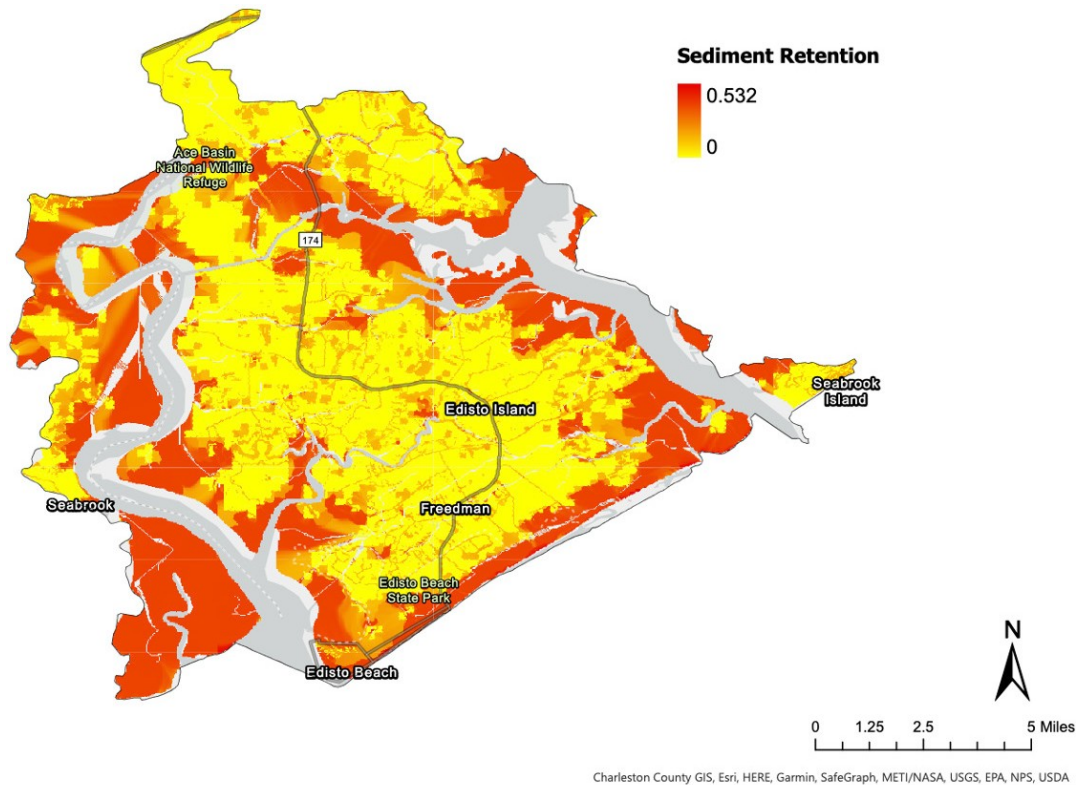 Sediment Retention
0.532
0
Ace Basin
National Wildlife
Refuge
174
Edisto Island
Seabrook
Island
Seabrook
Freedman
Edisto Beach
State Park
Edisto Beach
N
0 1.25 2.5 5 Miles
Charleston County GIS, Esri, HERE, Garmin, SafeGraph, METI/NASA, USGS, EPA, NPS, USDA